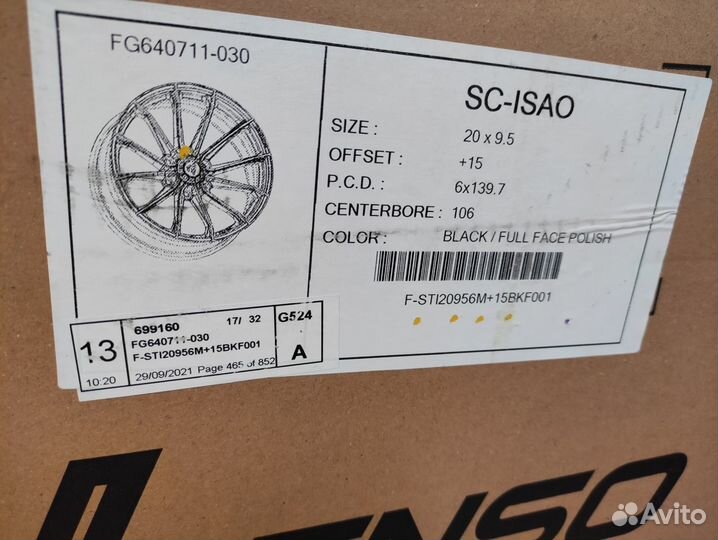 FG640711-030
SC-ISAO
SIZE : 20 x 9.5
OFFSET : +15
P.C.D. : 6x139.7
CENTERBORE : 106
COLOR : BLACK / FULL FACE POLISH
F-STI20956M+15BKF001
13
10:20
699160 17/ 32
FG640711-030
F-STI20956M+15BKF001
29/09/2021 Page 465 of 852
G524
A
ENSO
Avito